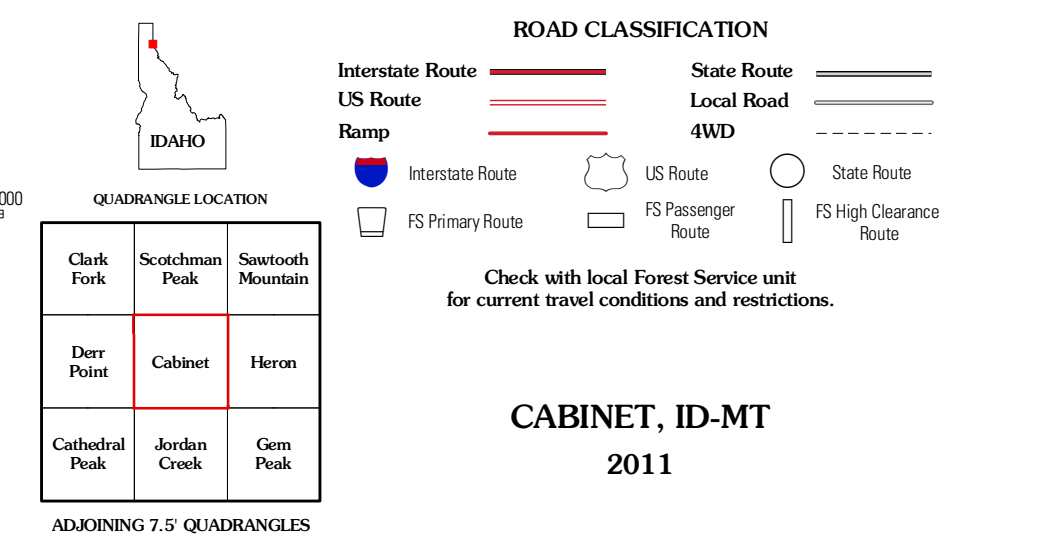 IDAHO
QUADRANGLE LOCATION
000
Clark
Fork
Scotchman
Peak
Sawtooth
Mountain
Derr
Point
Cabinet
Heron
Cathedral
Peak
Jordan
Creek
Gem
Peak
ADJOINING 7.5' QUADRANGLES
ROAD CLASSIFICATION
Interstate Route
State Route
US Route
Local Road
Ramp
4WD
Interstate Route
US Route
State Route
FS Primary Route
FS Passenger
Route
FS High Clearance
Route
Check with local Forest Service unit
for current travel conditions and restrictions.
CABINET, ID-MT
2011